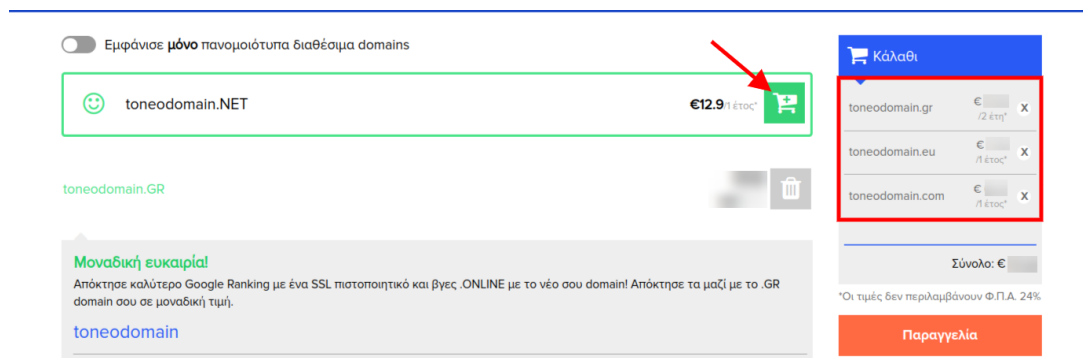 Εμφάνισε μόνο πανομοιότυπα διαθέσιμα domains
toneodomain.NET
€12.9/1 έτος*
toneodomain.GR
Μοναδική ευκαιρία!
Απόκτησε καλύτερο Google Ranking με ένα SSL πιστοποιητικό και βγες .ONLINE με το νέο σου domain! Απόκτησε τα μαζί με το .GR
domain σου σε μοναδική τιμή.
toneodomain
Κάλαθι
toneodomain.gr
€
/2 έτη*
X
toneodomain.eu
€
/1 έτος*
X
toneodomain.com
€
/1 έτος*
X
Σύνολο: €
*Οι τιμές δεν περιλαμβάνουν Φ.Π.Α. 24%
Παραγγελία